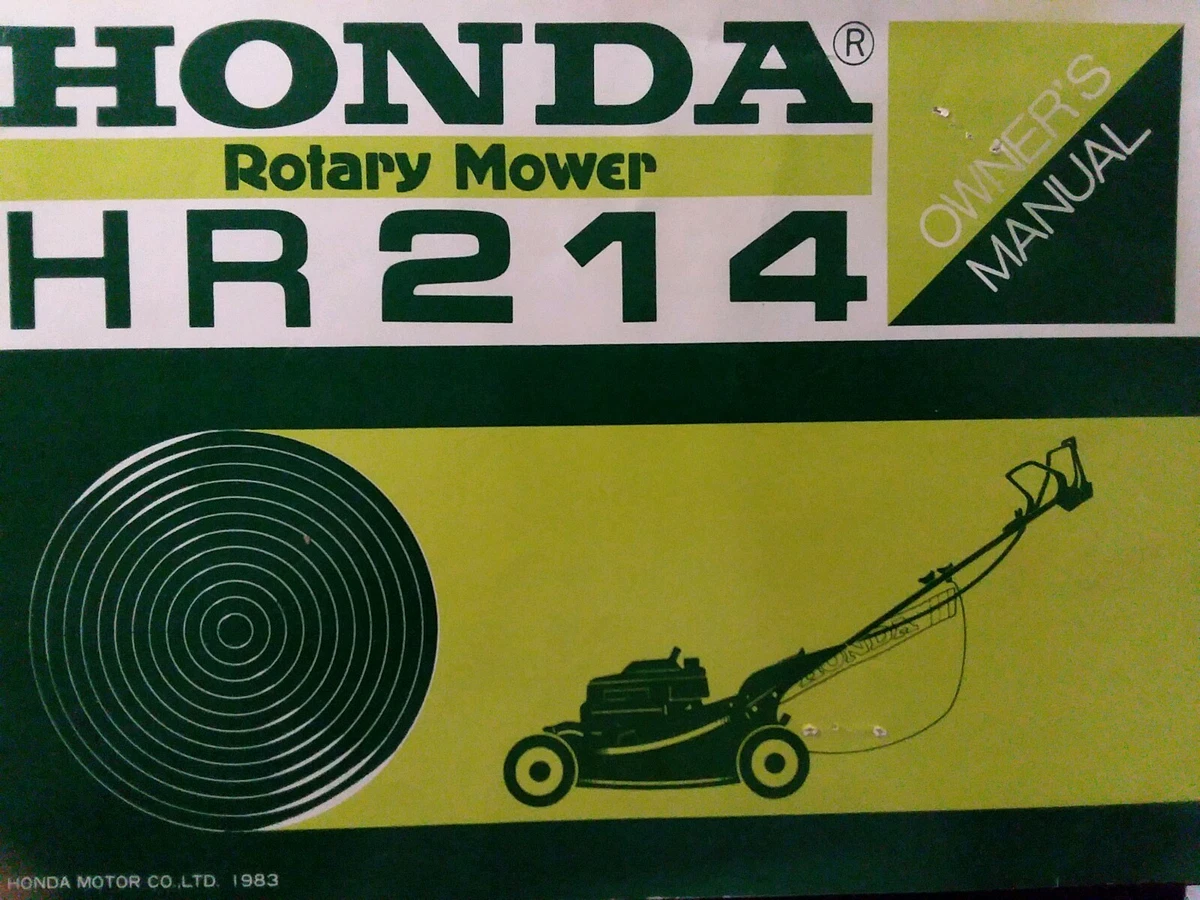 HONDA®
Rotary Mower
HR214
OWNER'S
MANUAL
HONDA
HONDA MOTOR CO.,LTD. 1983